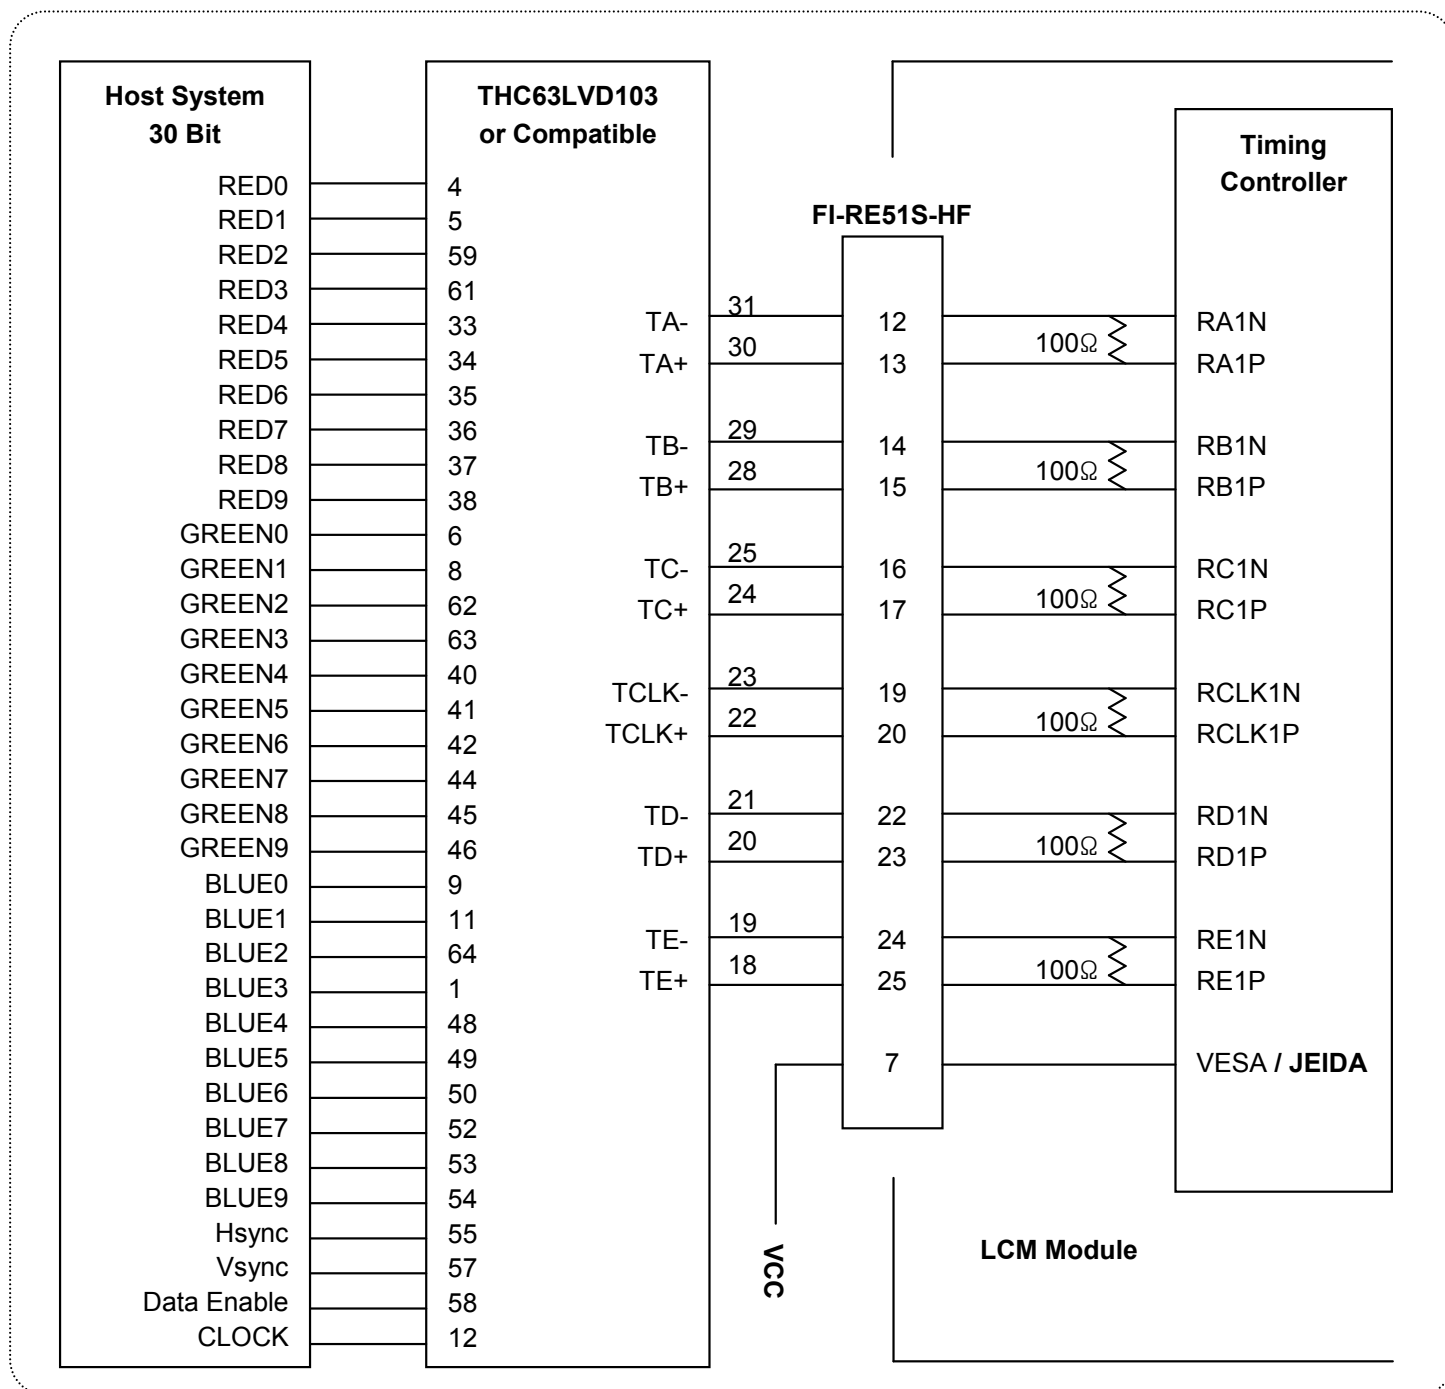 Host System
30 Bit
RED0
RED1
RED2
RED3
RED4
RED5
RED6
RED7
RED8
RED9
GREEN0
GREEN1
GREEN2
GREEN3
GREEN4
GREEN5
GREEN6
GREEN7
GREEN8
GREEN9
BLUE0
BLUE1
BLUE2
BLUE3
BLUE4
BLUE5
BLUE6
BLUE7
BLUE8
BLUE9
Hsync
Vsync
Data Enable
CLOCK
THC63LVD103
or Compatible
4
5
59
61
33
34
35
36
37
38
6
8
62
63
40
41
42
44
45
46
9
11
64
1
48
49
50
52
53
54
55
57
58
12
TA-
TA+
TB-
TB+
TC-
TC+
TCLK-
TCLK+
TD-
TD+
TE-
TE+
31
30
29
28
25
24
23
22
21
20
19
18
VCC
FI-RE51S-HF
12
13
14
15
16
17
19
20
22
23
24
25
7
100Ω
100Ω
100Ω
100Ω
100Ω
100Ω
Timing
Controller
RA1N
RA1P
RB1N
RB1P
RC1N
RC1P
RCLK1N
RCLK1P
RD1N
RD1P
RE1N
RE1P
VESA / JEIDA
LCM Module